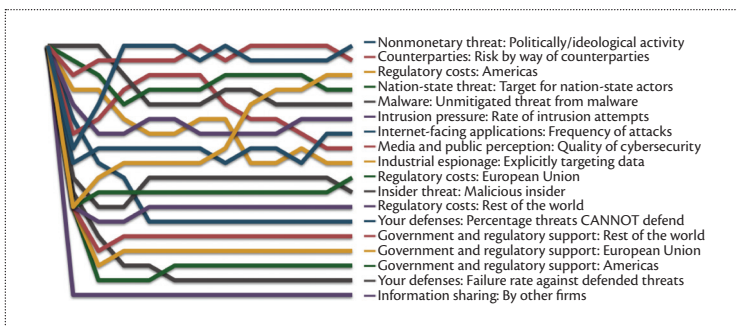 Nonmonetary threat: Politically/ideological activity
Counterparties: Risk by way of counterparties
Regulatory costs: Americas
Nation-state threat: Target for nation-state actors
Malware: Unmitigated threat from malware
Intrusion pressure: Rate of intrusion attempts
Internet-facing applications: Frequency of attacks
Media and public perception: Quality of cybersecurity
Industrial espionage: Explicitly targeting data
Regulatory costs: European Union
Insider threat: Malicious insider
Regulatory costs: Rest of the world
Your defenses: Percentage threats CANNOT defend
Government and regulatory support: Rest of the world
Government and regulatory support: European Union
Government and regulatory support: Americas
Your defenses: Failure rate against defended threats
Information sharing: By other firms